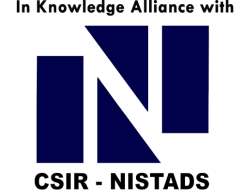 In Knowledge Alliance with
CSIR - NISTADS